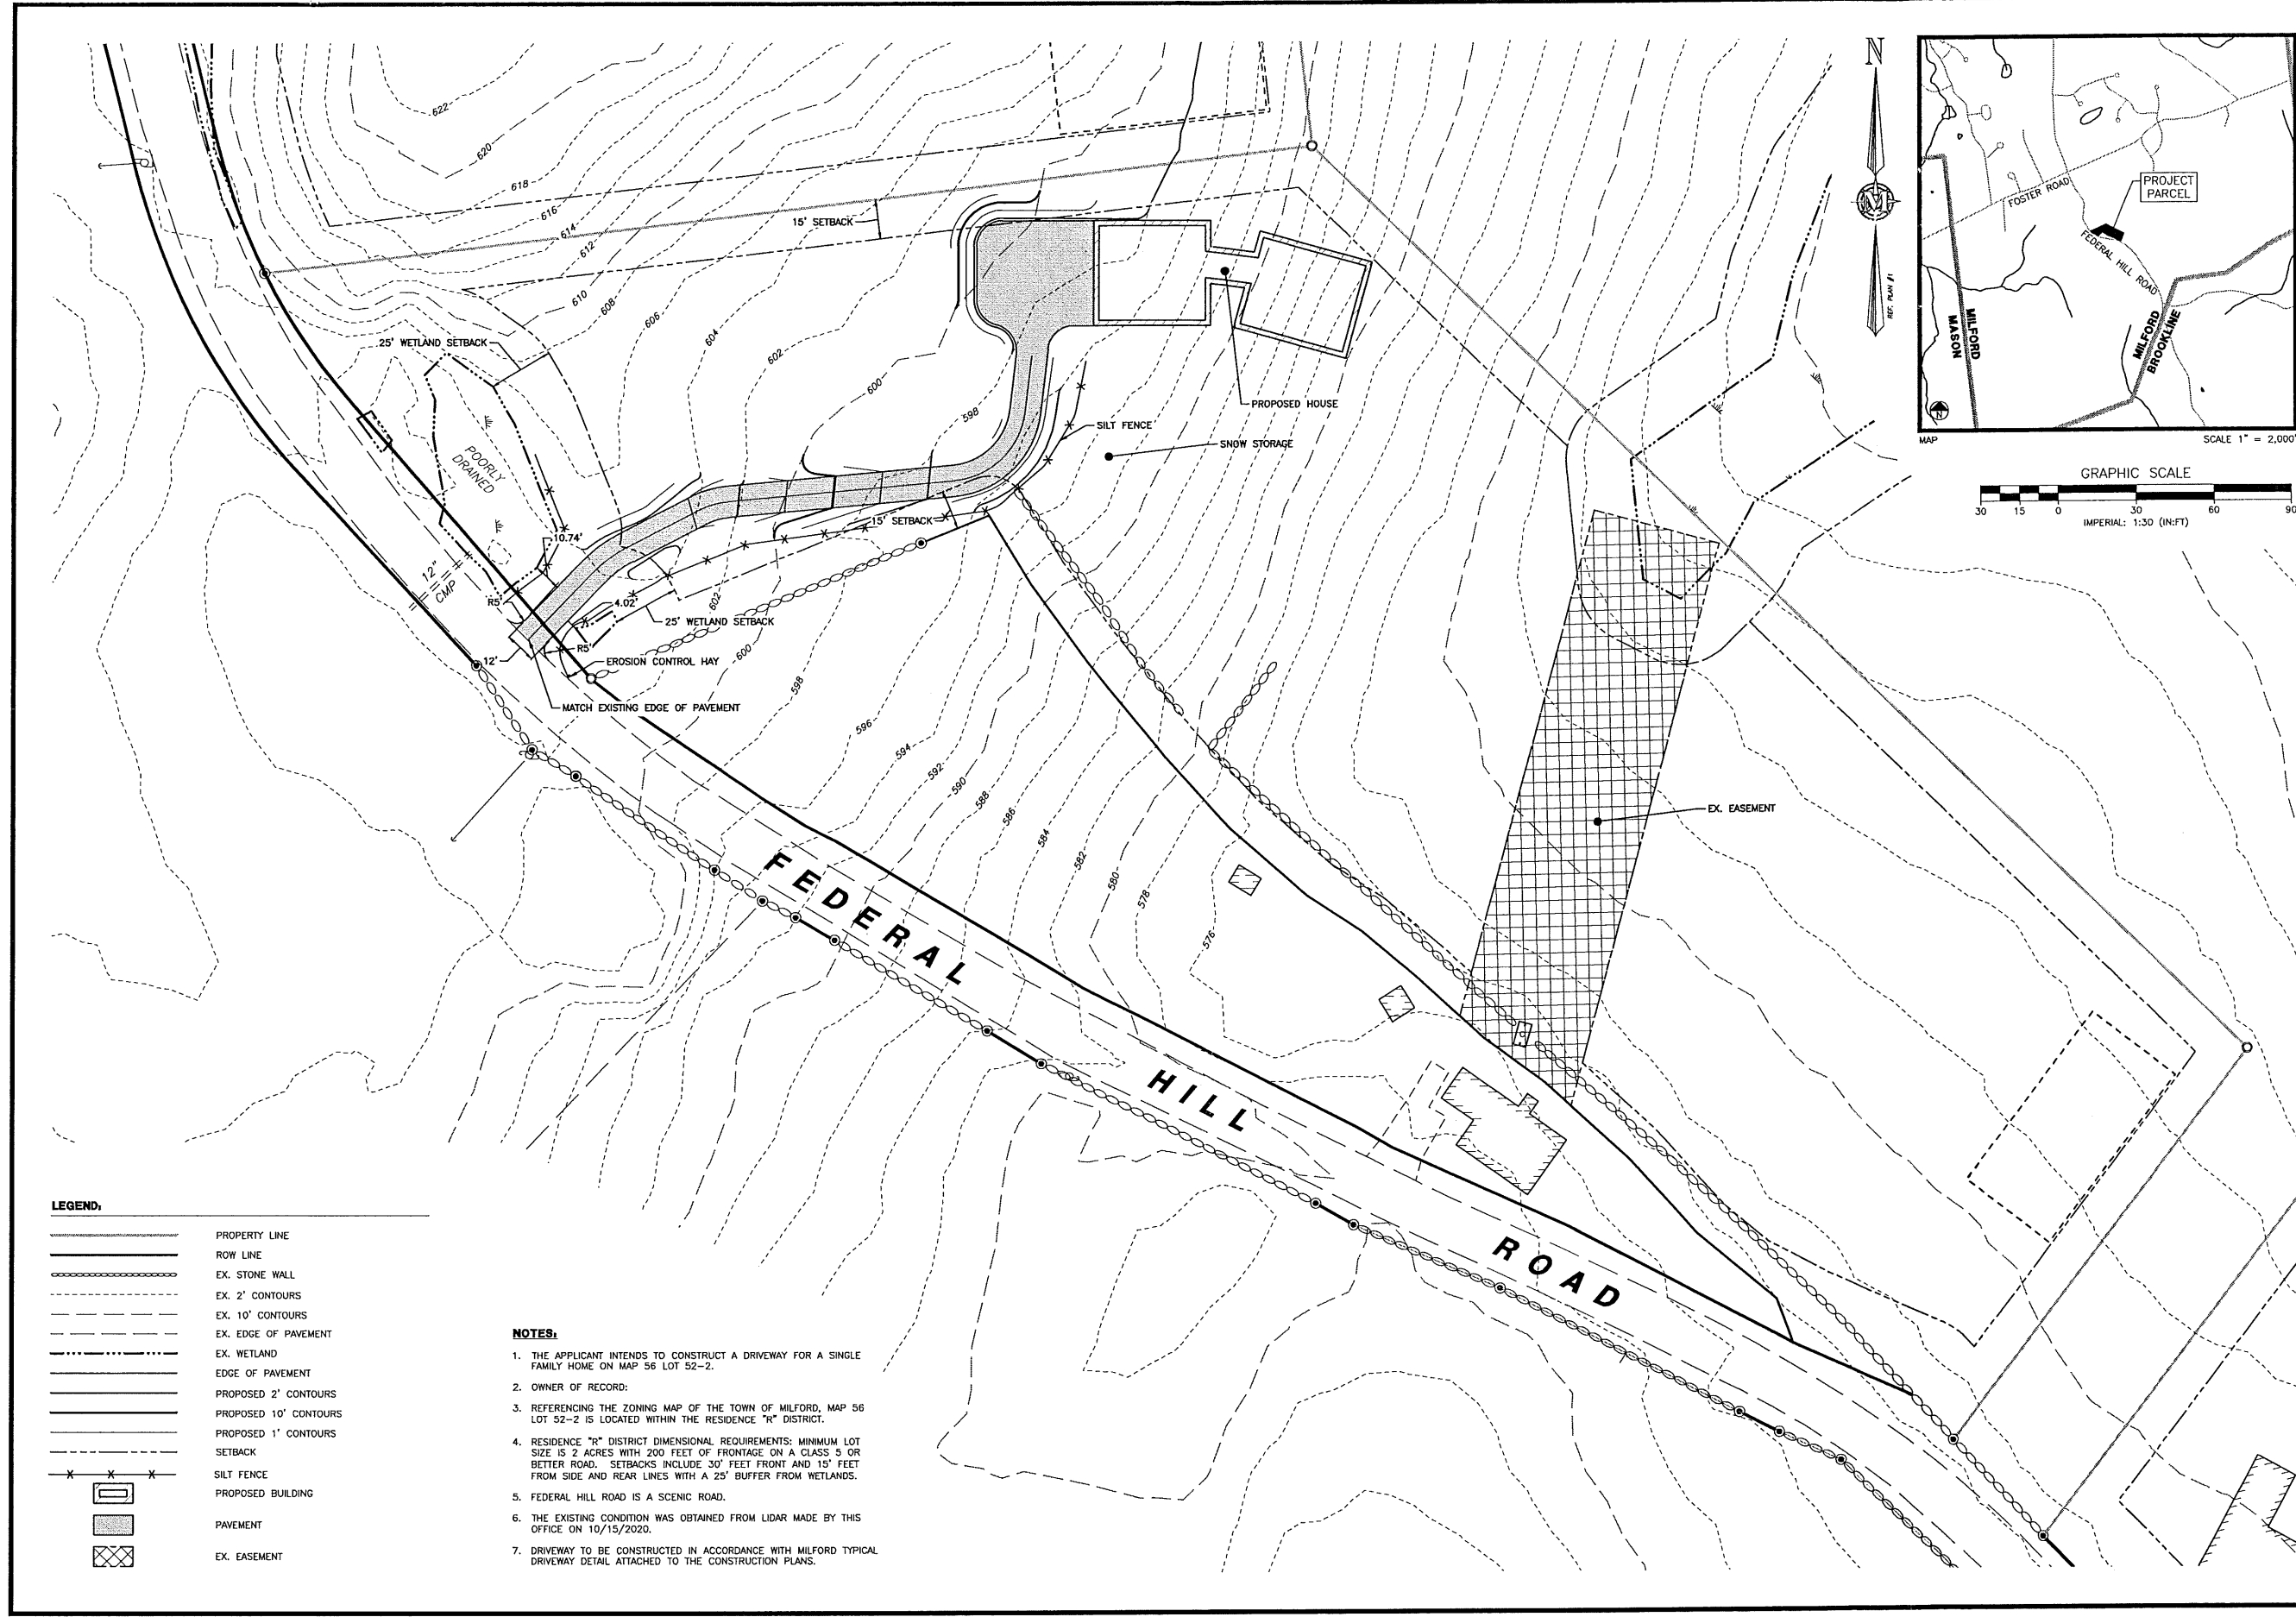 622
620
618
616
614
612
610
608
606
604
602
600
598
15' SETBACK
25' WETLAND SETBACK
POORLY
DRAINED
PROPOSED HOUSE
SILT FENCE
SNOW STORAGE
15' SETBACK
10.74'
12"
CMP
R5'
4.02'
602
25' WETLAND SETBACK
R5'
12'
EROSION CONTROL HAY
600
MATCH EXISTING EDGE OF PAVEMENT
598
596
594
592
590
588
586
584
582
580
578
576
EX. EASEMENT
FEDERAL
HILL
ROAD
N
REF. PLAN #1
PROJECT
PARCEL
FOSTER ROAD
FEDERAL HILL ROAD
MILFORD
MASON
MILFORD
BROOKLINE
N
MAP
SCALE 1" = 2,000'
GRAPHIC SCALE
30 15 0 30 60 90
IMPERIAL: 1:30 (IN:FT)
LEGEND:
PROPERTY LINE
ROW LINE
EX. STONE WALL
EX. 2' CONTOURS
EX. 10' CONTOURS
EX. EDGE OF PAVEMENT
EX. WETLAND
EDGE OF PAVEMENT
PROPOSED 2' CONTOURS
PROPOSED 10' CONTOURS
PROPOSED 1' CONTOURS
SETBACK
SILT FENCE
PROPOSED BUILDING
PAVEMENT
EX. EASEMENT
NOTES:
1. THE APPLICANT INTENDS TO CONSTRUCT A DRIVEWAY FOR A SINGLE
FAMILY HOME ON MAP 56 LOT 52-2.
2. OWNER OF RECORD:
3. REFERENCING THE ZONING MAP OF THE TOWN OF MILFORD, MAP 56
LOT 52-2 IS LOCATED WITHIN THE RESIDENCE "R" DISTRICT.
4. RESIDENCE "R" DISTRICT DIMENSIONAL REQUIREMENTS: MINIMUM LOT
SIZE IS 2 ACRES WITH 200 FEET OF FRONTAGE ON A CLASS 5 OR
BETTER ROAD. SETBACKS INCLUDE 30' FEET FRONT AND 15' FEET
FROM SIDE AND REAR LINES WITH A 25' BUFFER FROM WETLANDS.
5. FEDERAL HILL ROAD IS A SCENIC ROAD.
6. THE EXISTING CONDITION WAS OBTAINED FROM LIDAR MADE BY THIS
OFFICE ON 10/15/2020.
7. DRIVEWAY TO BE CONSTRUCTED IN ACCORDANCE WITH MILFORD TYPICAL
DRIVEWAY DETAIL ATTACHED TO THE CONSTRUCTION PLANS.